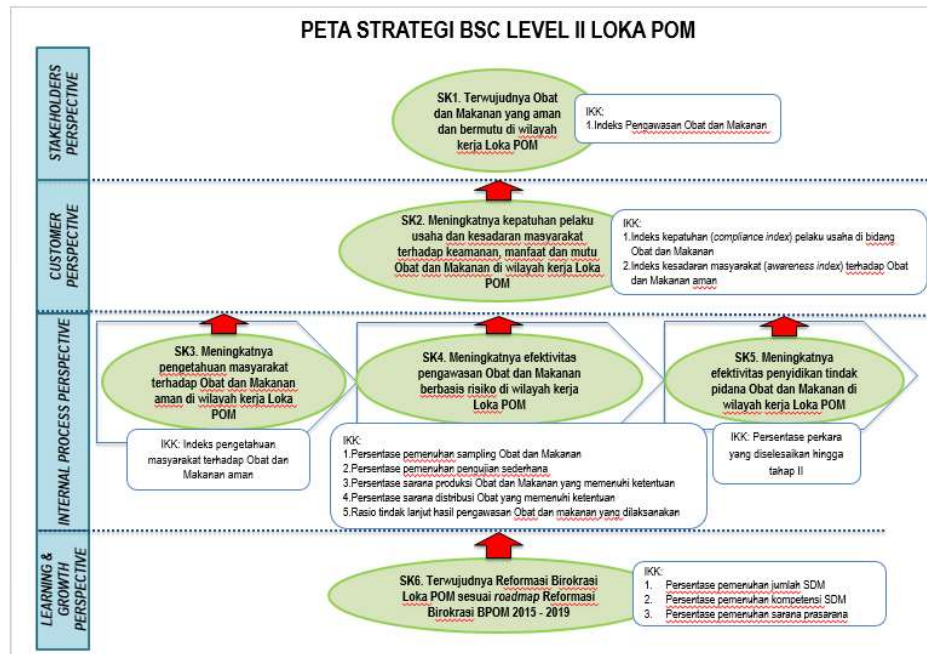 PETA STRATEGI BSC LEVEL II LOKA POM
STAKEHOLDERS
PERSPECTIVE
SK1. Terwujudnya Obat
dan Makanan yang aman
dan bermutu di wilayah
kerja Loka POM
IKK:
1.Indeks Pengawasan Obat dan Makanan
CUSTOMER
PERSPECTIVE
SK2. Meningkatnya kepatuhan pelaku
usaha dan kesadaran masyarakat
terhadap keamanan, manfaat dan mutu
Obat dan Makanan di wilayah kerja Loka
POM
IKK:
1.Indeks kepatuhan (compliance index) pelaku usaha di bidang
Obat dan Makanan
2.Indeks kesadaran masyarakat (awareness index) terhadap Obat
dan Makanan aman
INTERNAL PROCESS PERSPECTIVE
SK3. Meningkatnya
pengetahuan masyarakat
terhadap Obat dan Makanan
aman di wilayah kerja Loka
POM
IKK: Indeks pengetahuan
masyarakat terhadap Obat dan
Makanan aman
SK4. Meningkatnya efektivitas
pengawasan Obat dan Makanan
berbasis risiko di wilayah kerja
Loka POM
IKK:
1.Persentase pemenuhan sampling Obat dan Makanan
2.Persentase pemenuhan pengujian sederhana
3.Persentase sarana produksi Obat dan Makanan yang memenuhi ketentuan
4.Persentase sarana distribusi Obat yang memenuhi ketentuan
5.Rasio tindak lanjut hasil pengawasan Obat dan makanan yang dilaksanakan
SK5. Meningkatnya
efektivitas penyidikan tindak
pidana Obat dan Makanan di
wilayah kerja Loka POM
IKK: Persentase perkara
yang diselesaikan hingga
tahap II
LEARNING &
GROWTH
PERSPECTIVE
SK6. Terwujudnya Reformasi Birokrasi
Loka POM sesuai roadmap Reformasi
Birokrasi BPOM 2015 - 2019
IKK:
1. Persentase pemenuhan jumlah SDM
2. Persentase pemenuhan kompetensi SDM
3. Persentase pemenuhan sarana prasarana